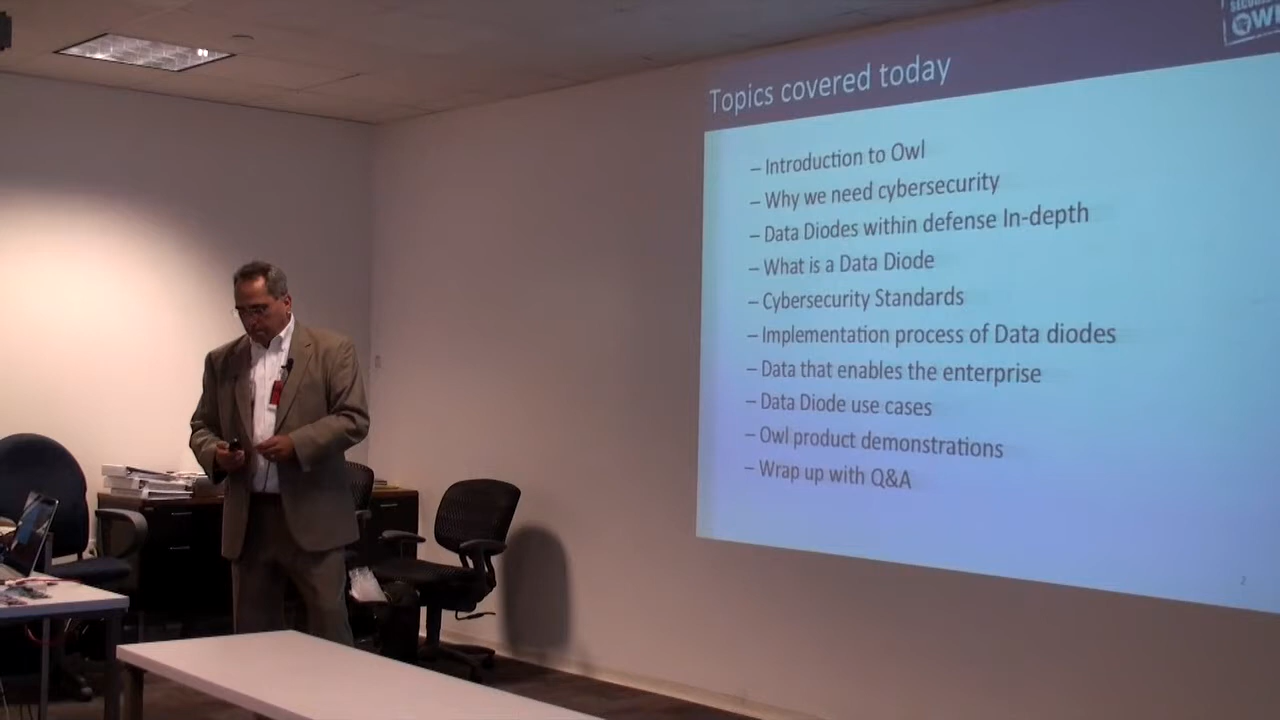 Topics covered today
– Introduction to Owl
– Why we need cybersecurity
– Data Diodes within defense In-depth
– What is a Data Diode
– Cybersecurity Standards
– Implementation process of Data diodes
– Data that enables the enterprise
– Data Diode use cases
– Owl product demonstrations
– Wrap up with Q&A
2